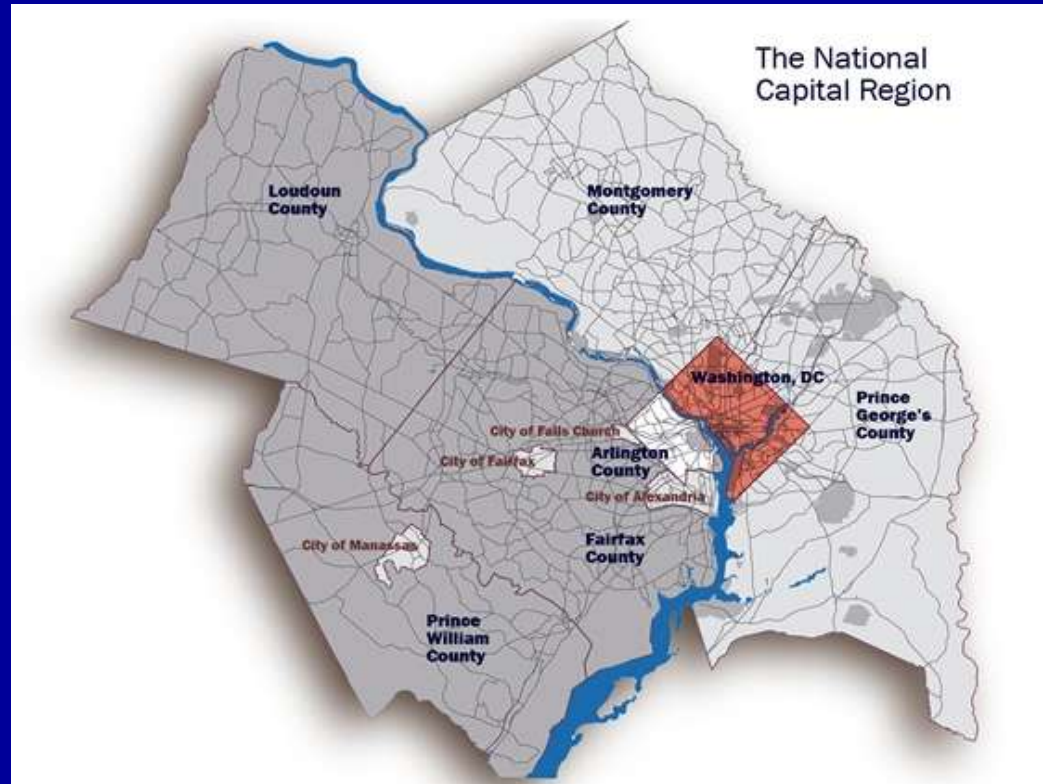 The National
Capital Region
Loudoun
County
Montgomery
County
Washington, DC
Prince
George's
County
City of Falls Church
Arlington
County
City of Fairfax
City of Alexandria
Fairfax
County
City of Manassas
Prince
William
County